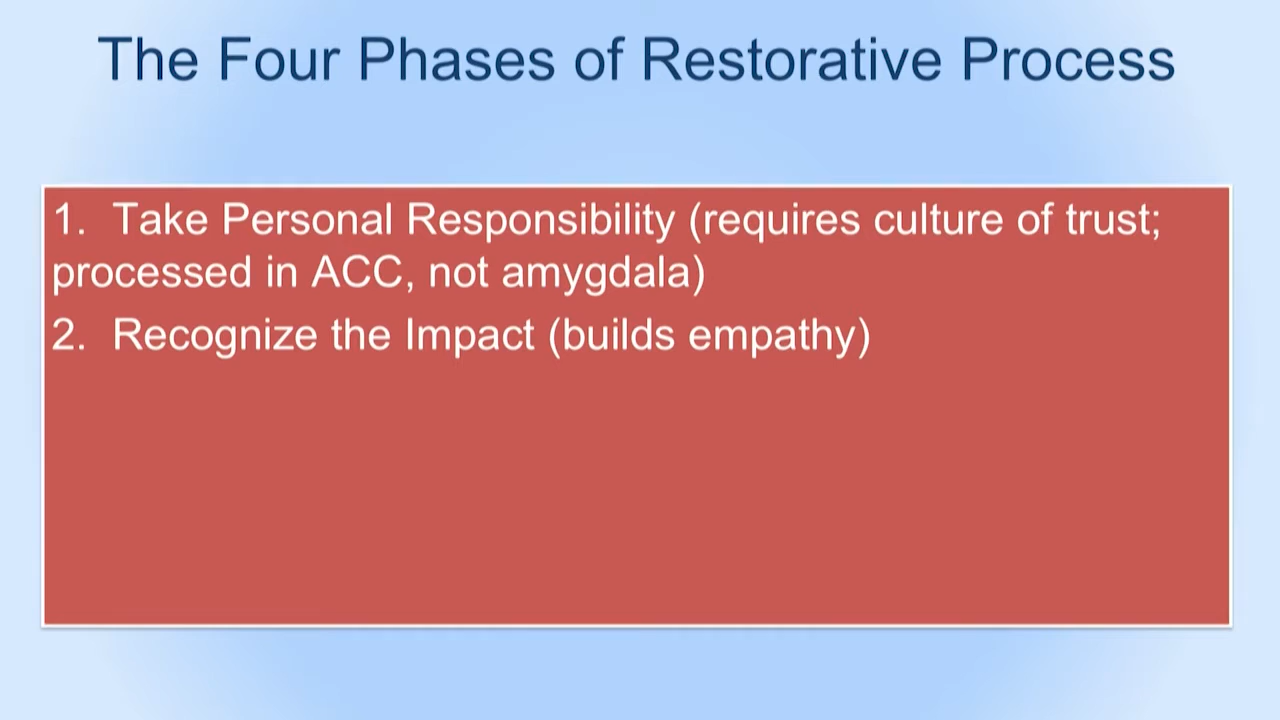 The Four Phases of Restorative Process
1. Take Personal Responsibility (requires culture of trust;
processed in ACC, not amygdala)
2. Recognize the Impact (builds empathy)